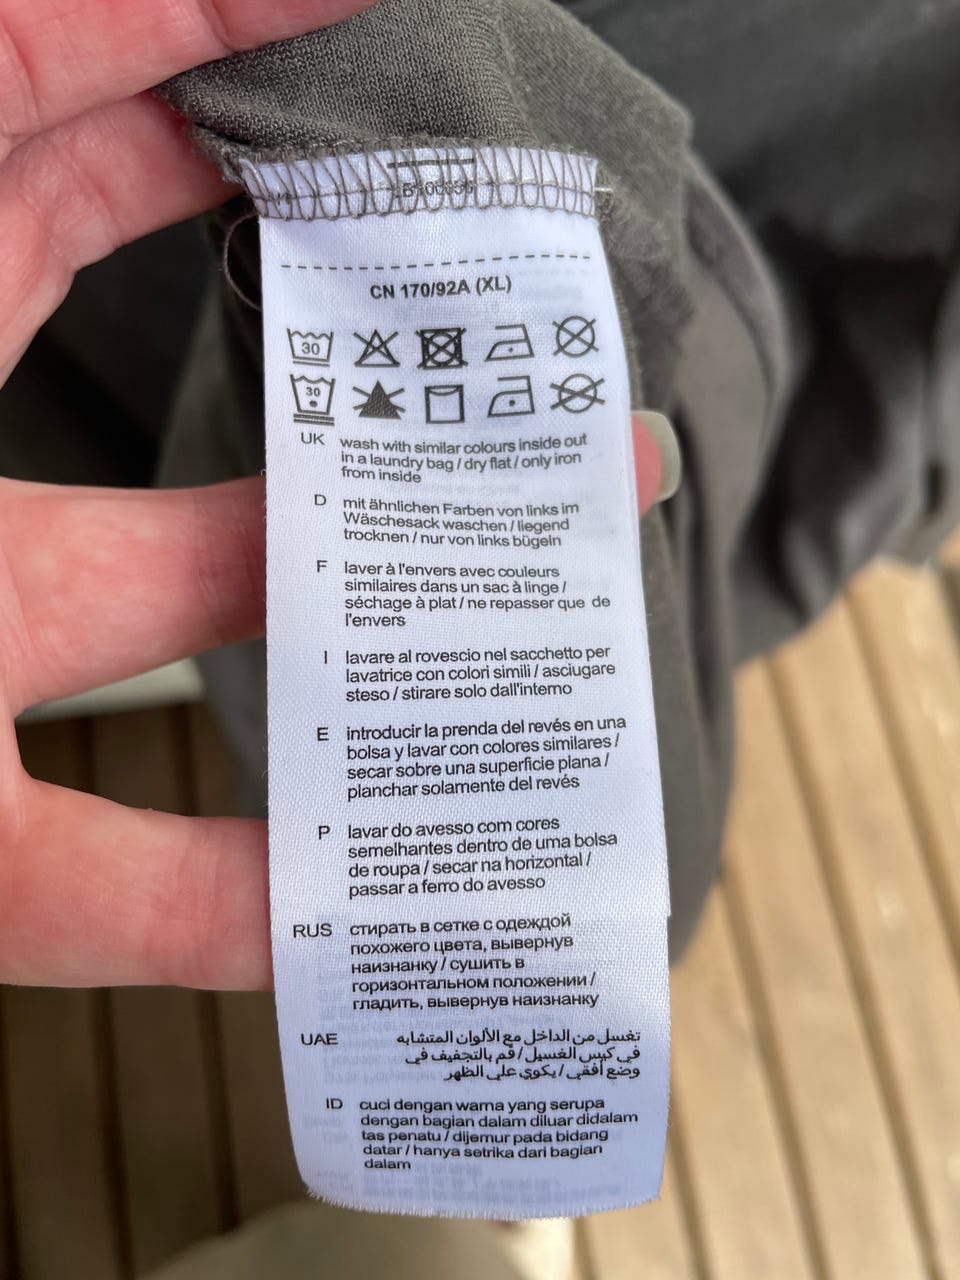 CN 170/92A (XL)
30
30
UK wash with similar colours inside out
in a laundry bag / dry flat / only iron
from inside
D mit ähnlichen Farben von links im
Wäschesack waschen / liegend
trocknen / nur von links bügeln
F laver à l'envers avec couleurs
similaires dans un sac à linge /
séchage à plat / ne repasser que de
l'envers
I lavare al rovescio nel sacchetto per
lavatrice con colori simili / asciugare
steso / stirare solo dall'interno
E introducir la prenda del revés en una
bolsa y lavar con colores similares /
secar sobre una superficie plana /
planchar solamente del revés
P lavar do avesso com cores
semelhantes dentro de uma bolsa
de roupa / secar na horizontal /
passar a ferro do avesso
RUS стирать в сетке с одеждой
похожего цвета, вывернув
наизнанку / сушить в
горизонтальном положении /
гладить, вывернув наизнанку
UAE تغسل من الداخل مع الألوان المتشابه
في كيس الغسيل / قم بالتجفيف في
وضع أفقي / يكوي علي الظهر
ID cuci dengan warna yang serupa
dengan bagian dalam diluar didalam
tas penatu / dijemur pada bidang
datar / hanya setrika dari bagian
dalam